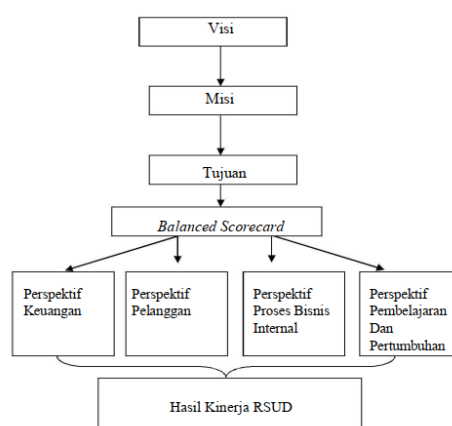 Visi
Misi
Tujuan
Balanced Scorecard
Perspektif
Keuangan
Perspektif
Pelanggan
Perspektif
Proses Bisnis
Internal
Perspektif
Pembelajaran
Dan
Pertumbuhan
Hasil Kinerja RSUD